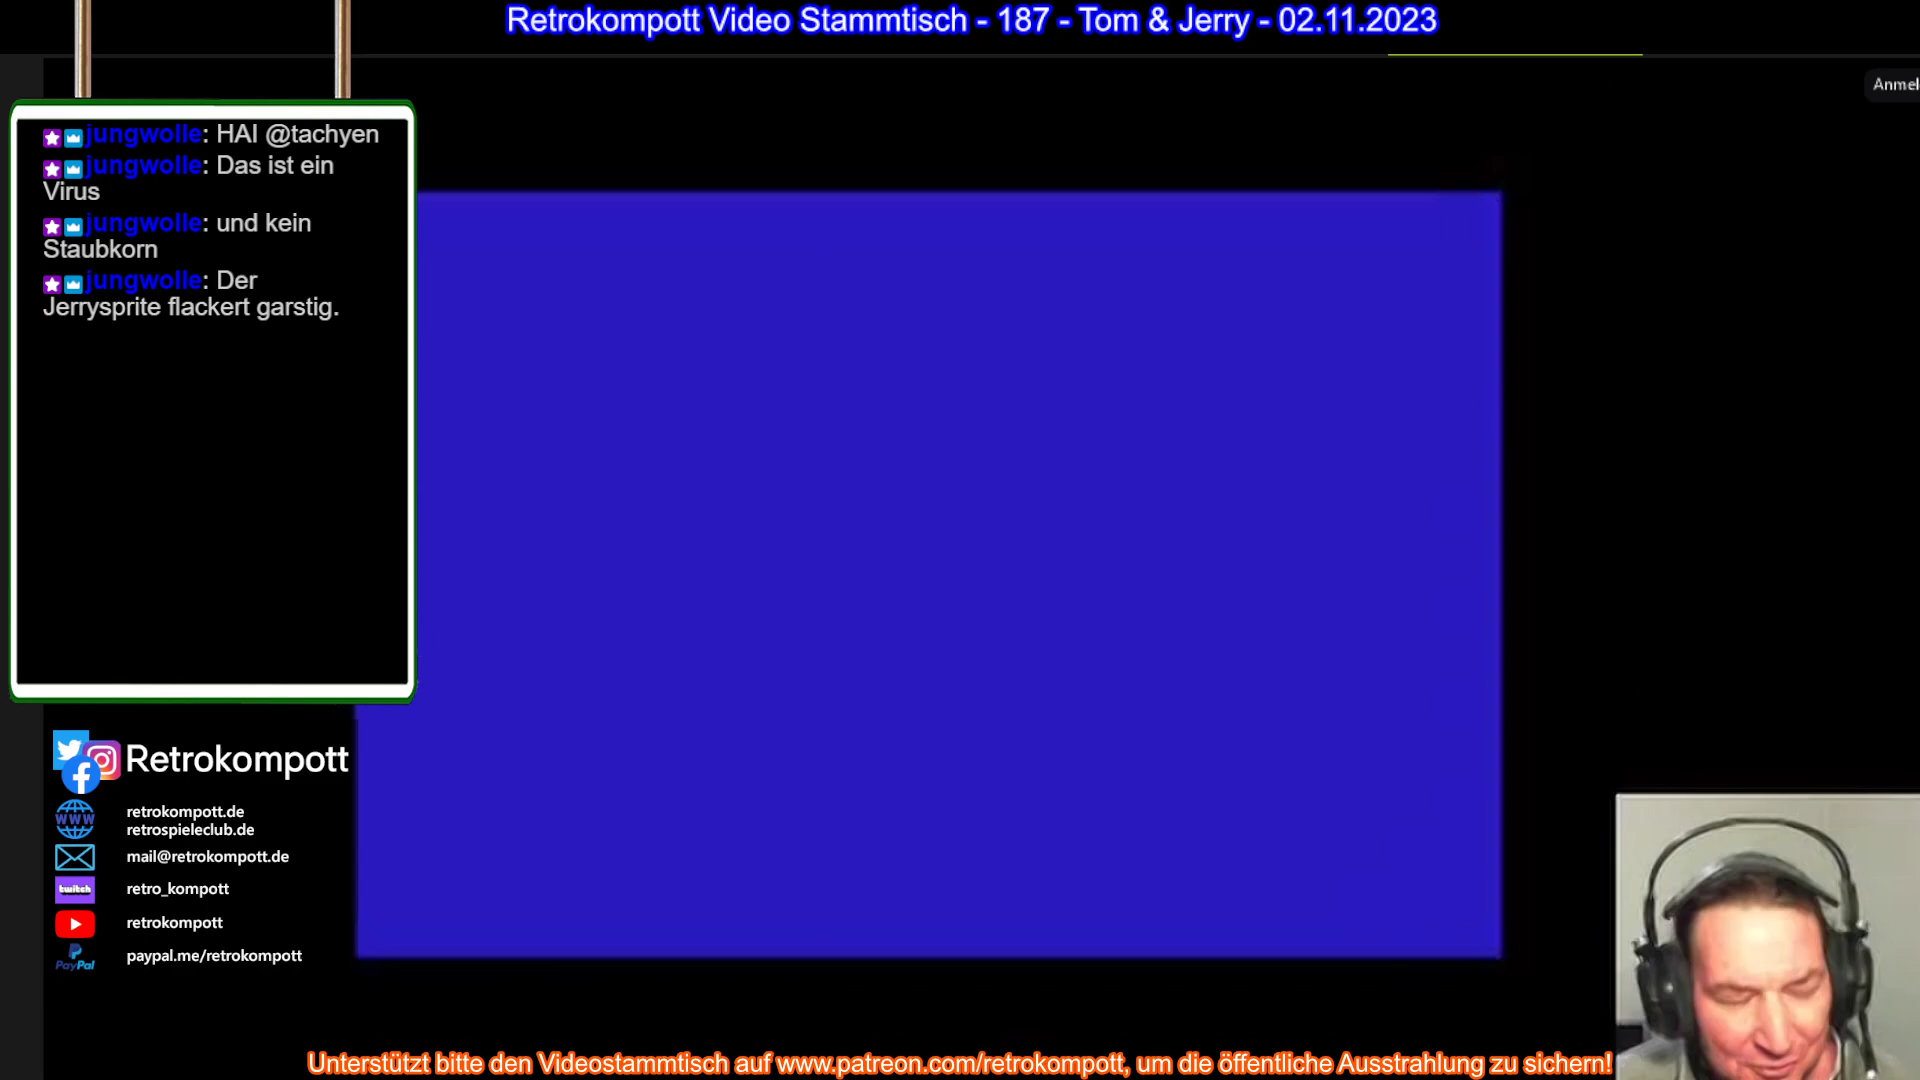 Retrokompott Video Stammtisch - 187 - Tom & Jerry - 02.11.2023
Anmel
jungwolle: HAI @tachyen
jungwolle: Das ist ein
Virus
jungwolle: und kein
Staubkorn
jungwolle: Der
Jerrysprite flackert garstig.
Retrokompott
WWW
retrokompott.de
retrospieleclub.de
mail@retrokompott.de
twitch
retro_kompott
retrokompott
PayPal
paypal.me/retrokompott
Unterstützt bitte den Videostammtisch auf www.patreon.com/retrokompott, um die öffentliche Ausstrahlung zu sichern!